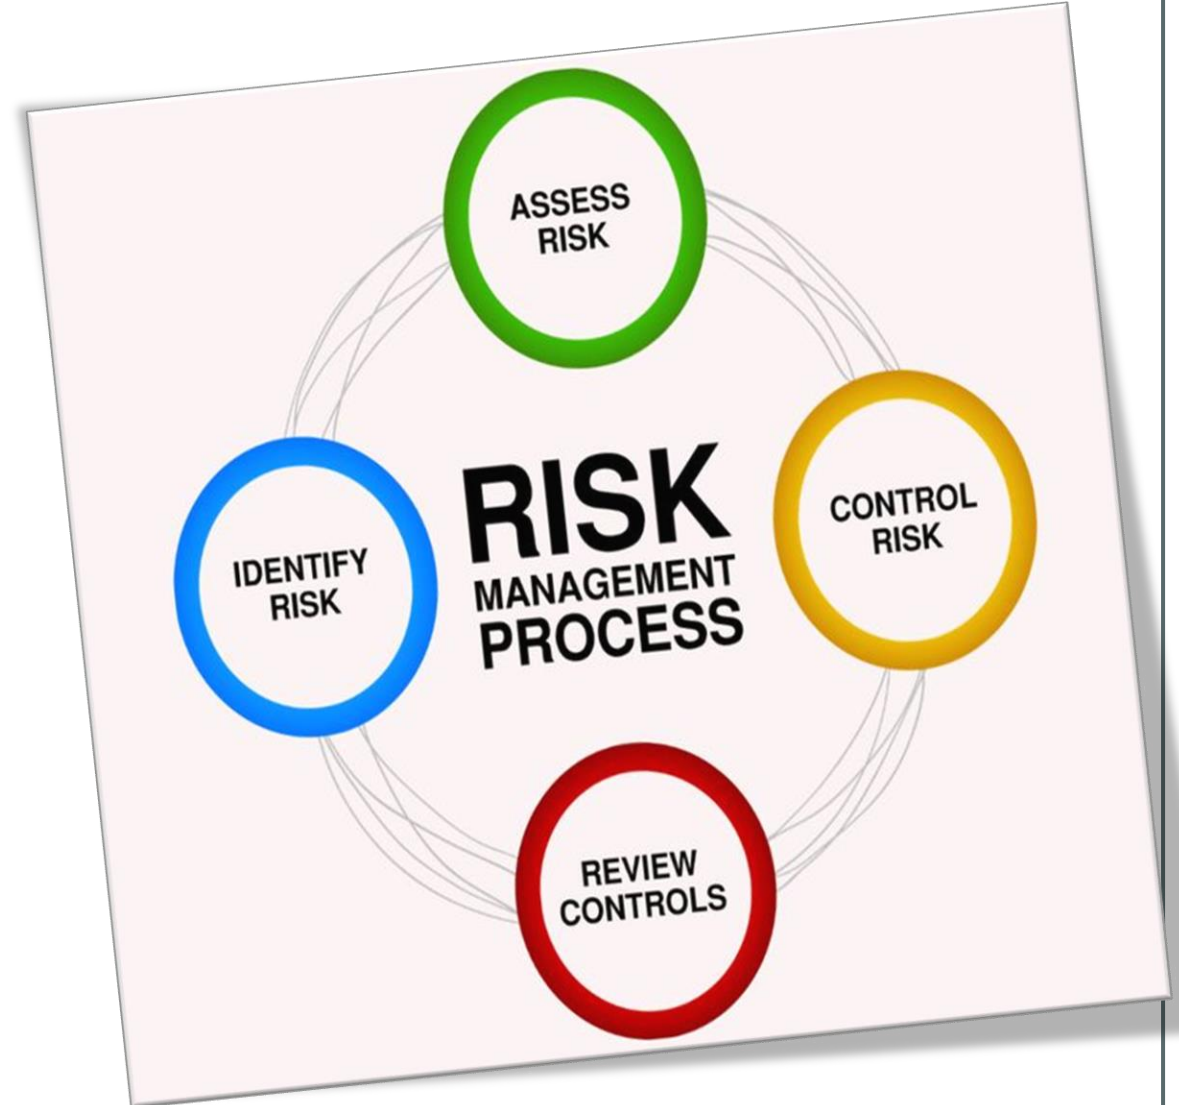 ASSESS
RISK
CONTROL
RISK
IDENTIFY
RISK
RISK
MANAGEMENT
PROCESS
REVIEW
CONTROLS